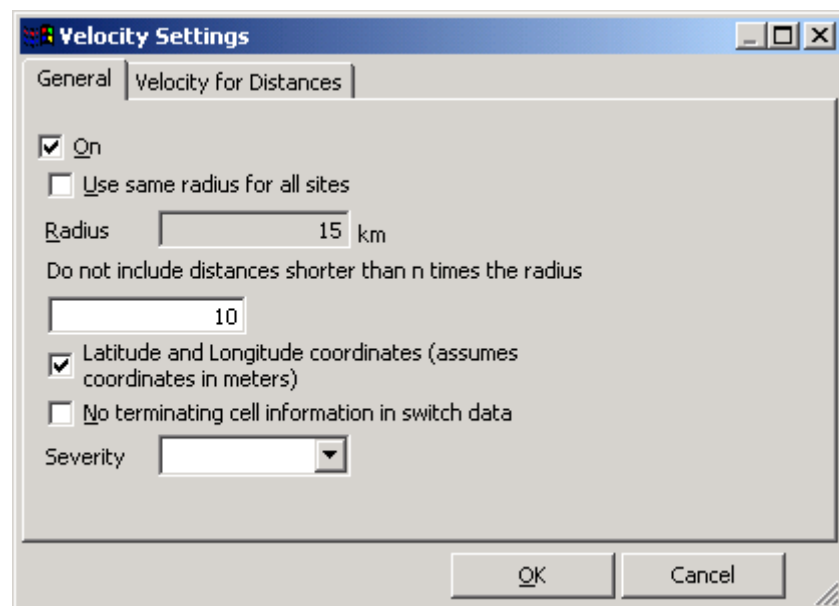 Velocity Settings
General
Velocity for Distances
On
Use same radius for all sites
Radius 15 km
Do not include distances shorter than n times the radius
10
Latitude and Longitude coordinates (assumes
coordinates in meters)
No terminating cell information in switch data
Severity
OK Cancel